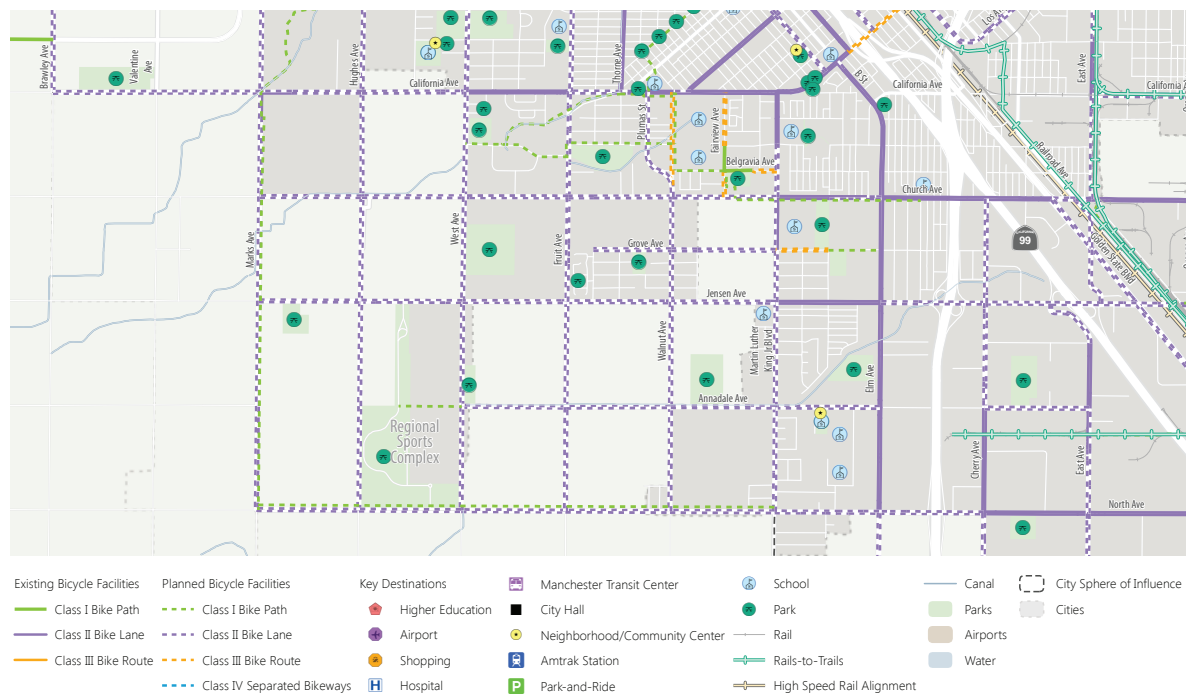 Brawley Ave
Valentine
Ave
Hughes Ave
California Ave
Thorne Ave
Plumas St
Fairview Ave
Belgravia Ave
B St
California Ave
East Ave
California A
Los A
Railroad Ave
Church Ave
CALIFORNIA
99
Golden State Blvd
Marks Ave
West Ave
Fruit Ave
Grove Ave
Jensen Ave
Walnut Ave
Martin Luther
King Jr Blvd
Elm Ave
Annadale Ave
Regional
Sports
Complex
Cherry Ave
East Ave
North Ave
Existing Bicycle Facilities
Class I Bike Path
Class II Bike Lane
Class III Bike Route
Planned Bicycle Facilities
Class I Bike Path
Class II Bike Lane
Class III Bike Route
Class IV Separated Bikeways
Key Destinations
Higher Education
Airport
Shopping
H Hospital
Manchester Transit Center
City Hall
Neighborhood/Community Center
Amtrak Station
P Park-and-Ride
School
Park
Rail
Rails-to-Trails
High Speed Rail Alignment
Canal
Parks
Airports
Water
City Sphere of Influence
Cities